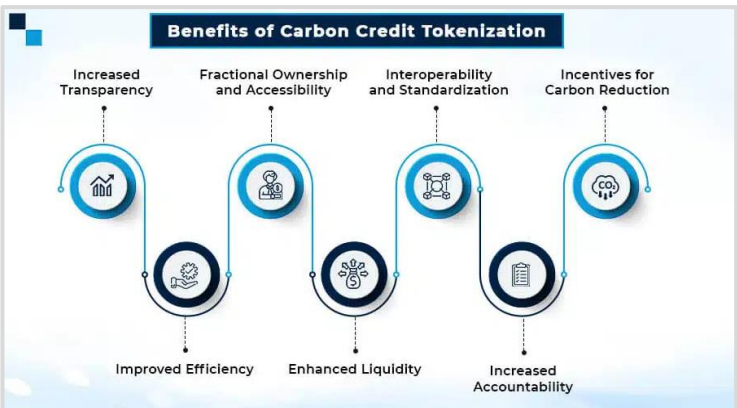 Benefits of Carbon Credit Tokenization
Increased
Transparency
Fractional Ownership
and Accessibility
Interoperability
and Standardization
Incentives for
Carbon Reduction
$
CO₂
$
Improved Efficiency
Enhanced Liquidity
Increased
Accountability